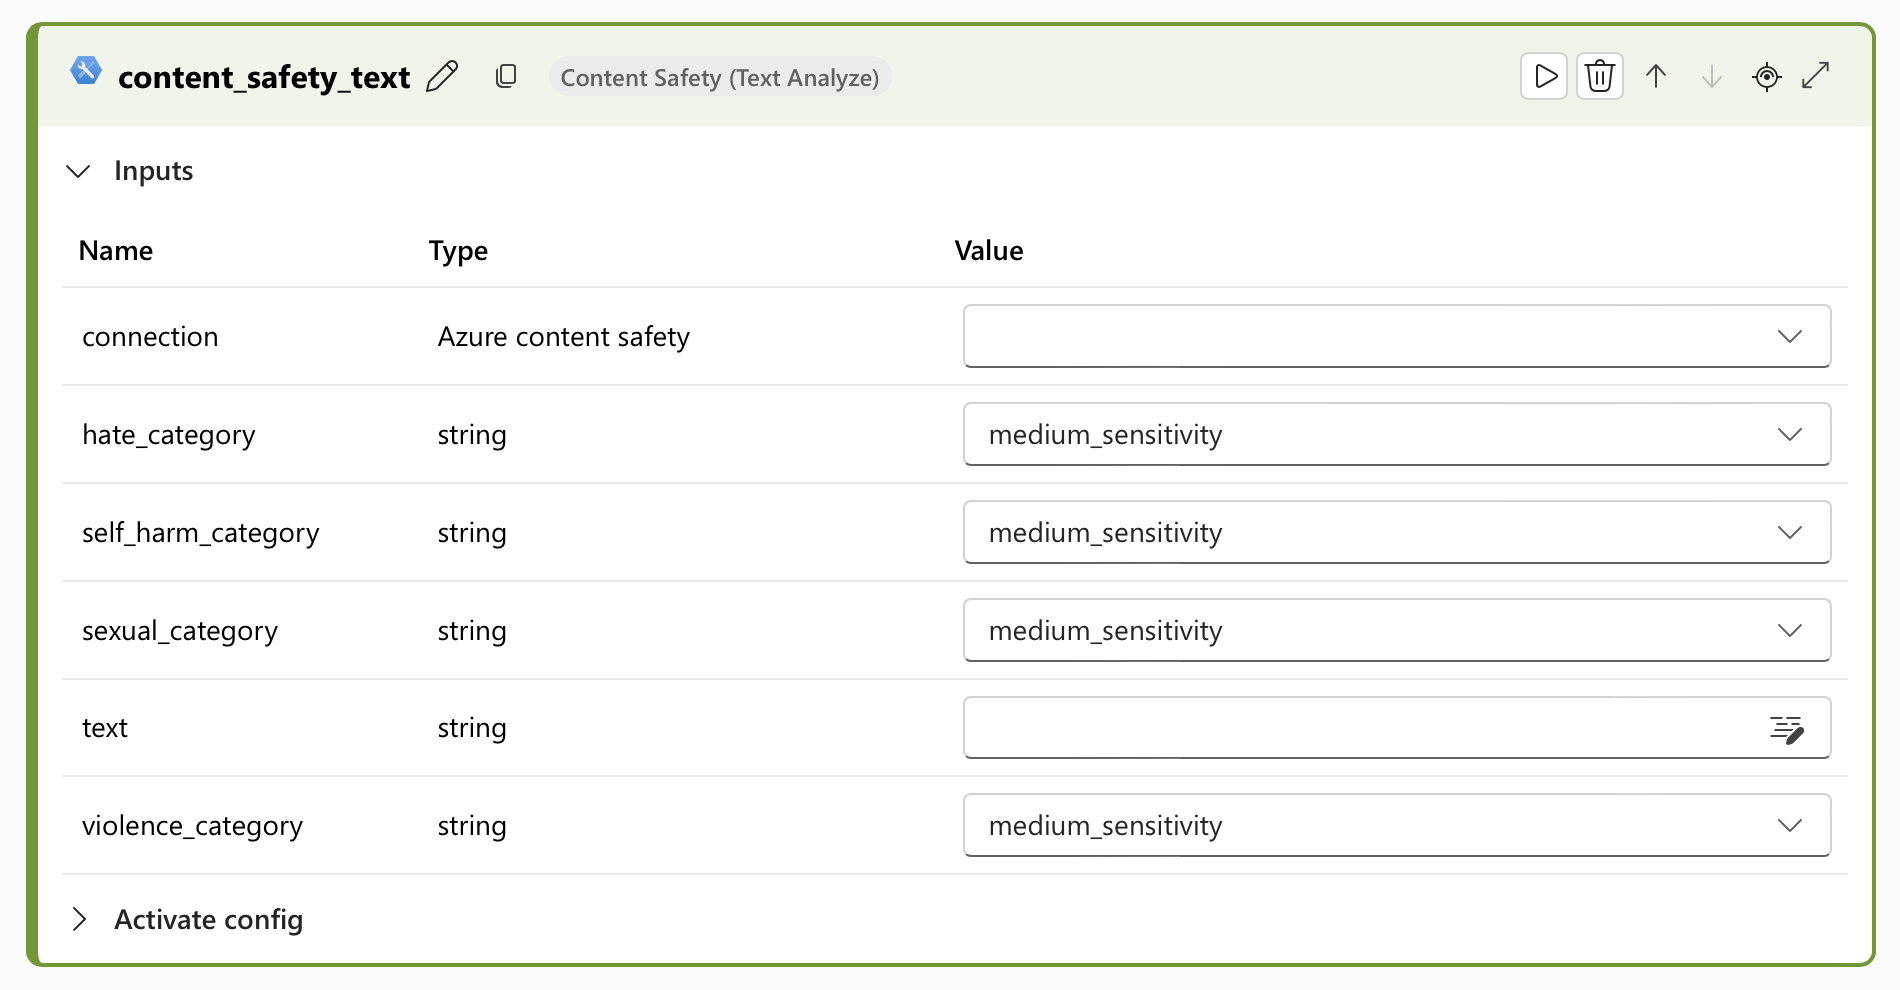 content_safety_text Content Safety (Text Analyze)
Inputs
Name Type Value
connection Azure content safety
hate_category string medium_sensitivity
self_harm_category string medium_sensitivity
sexual_category string medium_sensitivity
text string
violence_category string medium_sensitivity
Activate config